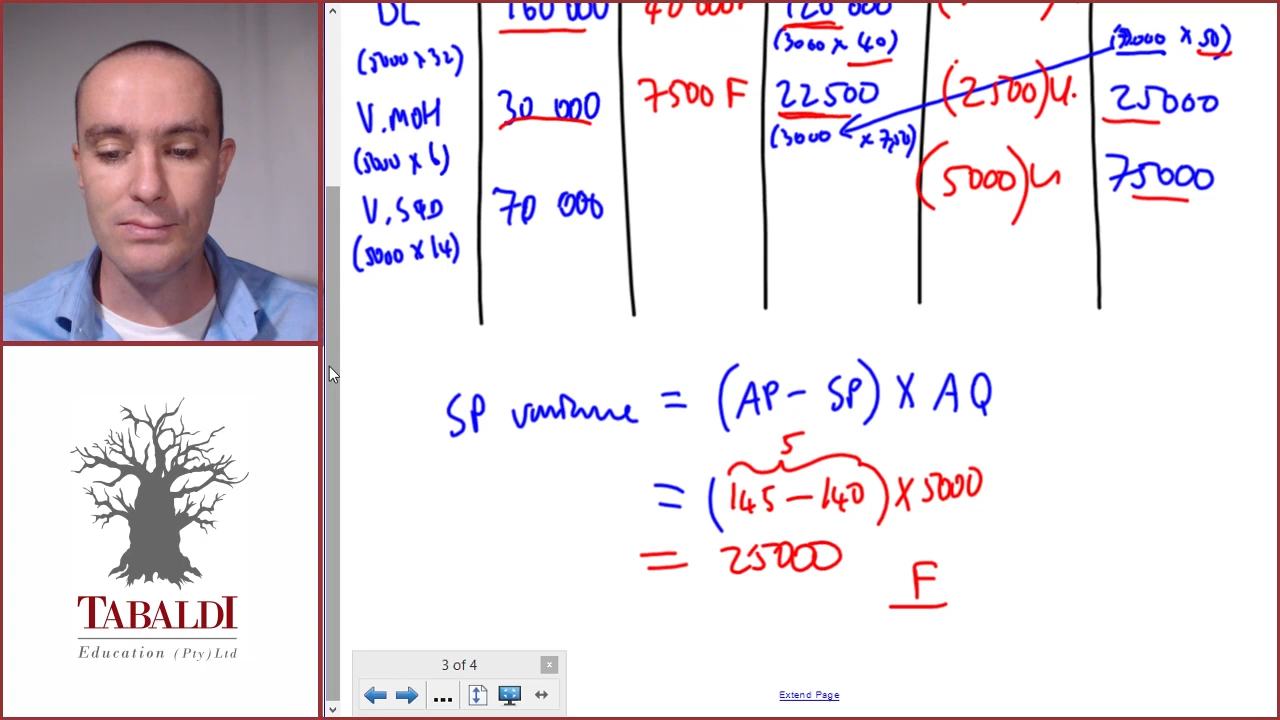 DL 160 000 40 000F 120 000
(5000 x 32) (3000 x 40) x 50)
V.MOH 30 000 7500 F 22500 (2500)U. 25000
(5000 x 6) (3000 x 7,50)
V.S&D 70 000 (5000)U 75000
(5000 x 14)
SP variance = (AP - SP) X AQ
5
= (145 - 140) X 5000
= 25000 F
TABALDI
Education (Pty) Ltd
3 of 4
x
...
Extend Page